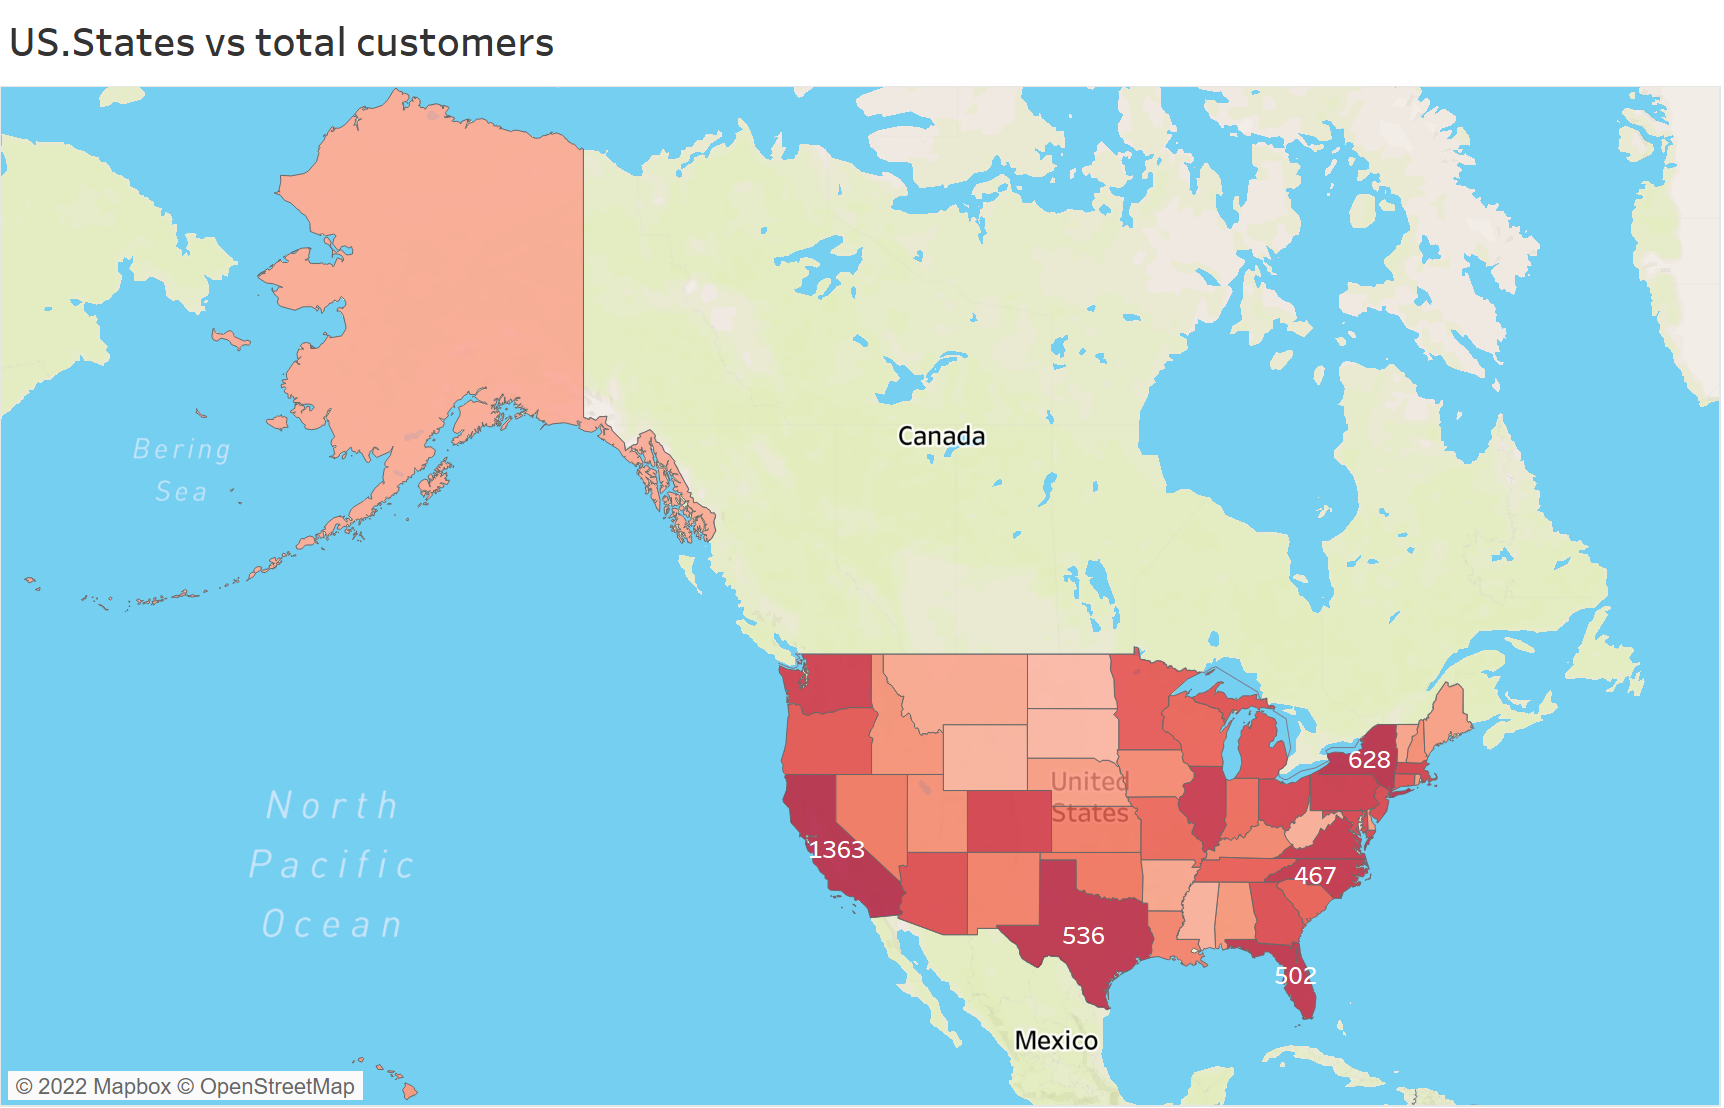 US.States vs total customers
Bering
Sea
Canada
628
United
States
North
Pacific
Ocean
1363
467
536
502
Mexico
© 2022 Mapbox © OpenStreetMap